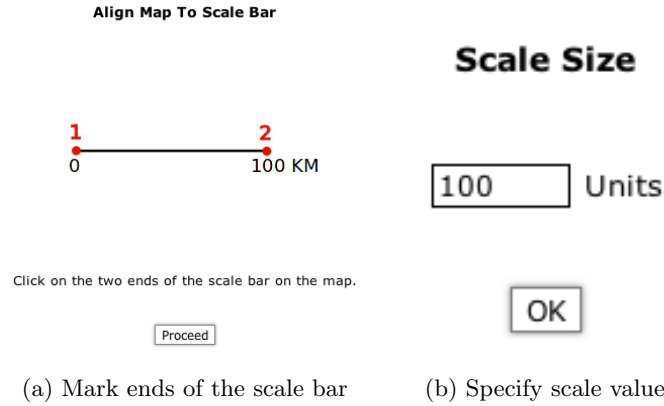 Align Map To Scale Bar
1 2
0 100 KM
Click on the two ends of the scale bar on the map.
Proceed
(a) Mark ends of the scale bar
Scale Size
100 Units
OK
(b) Specify scale value